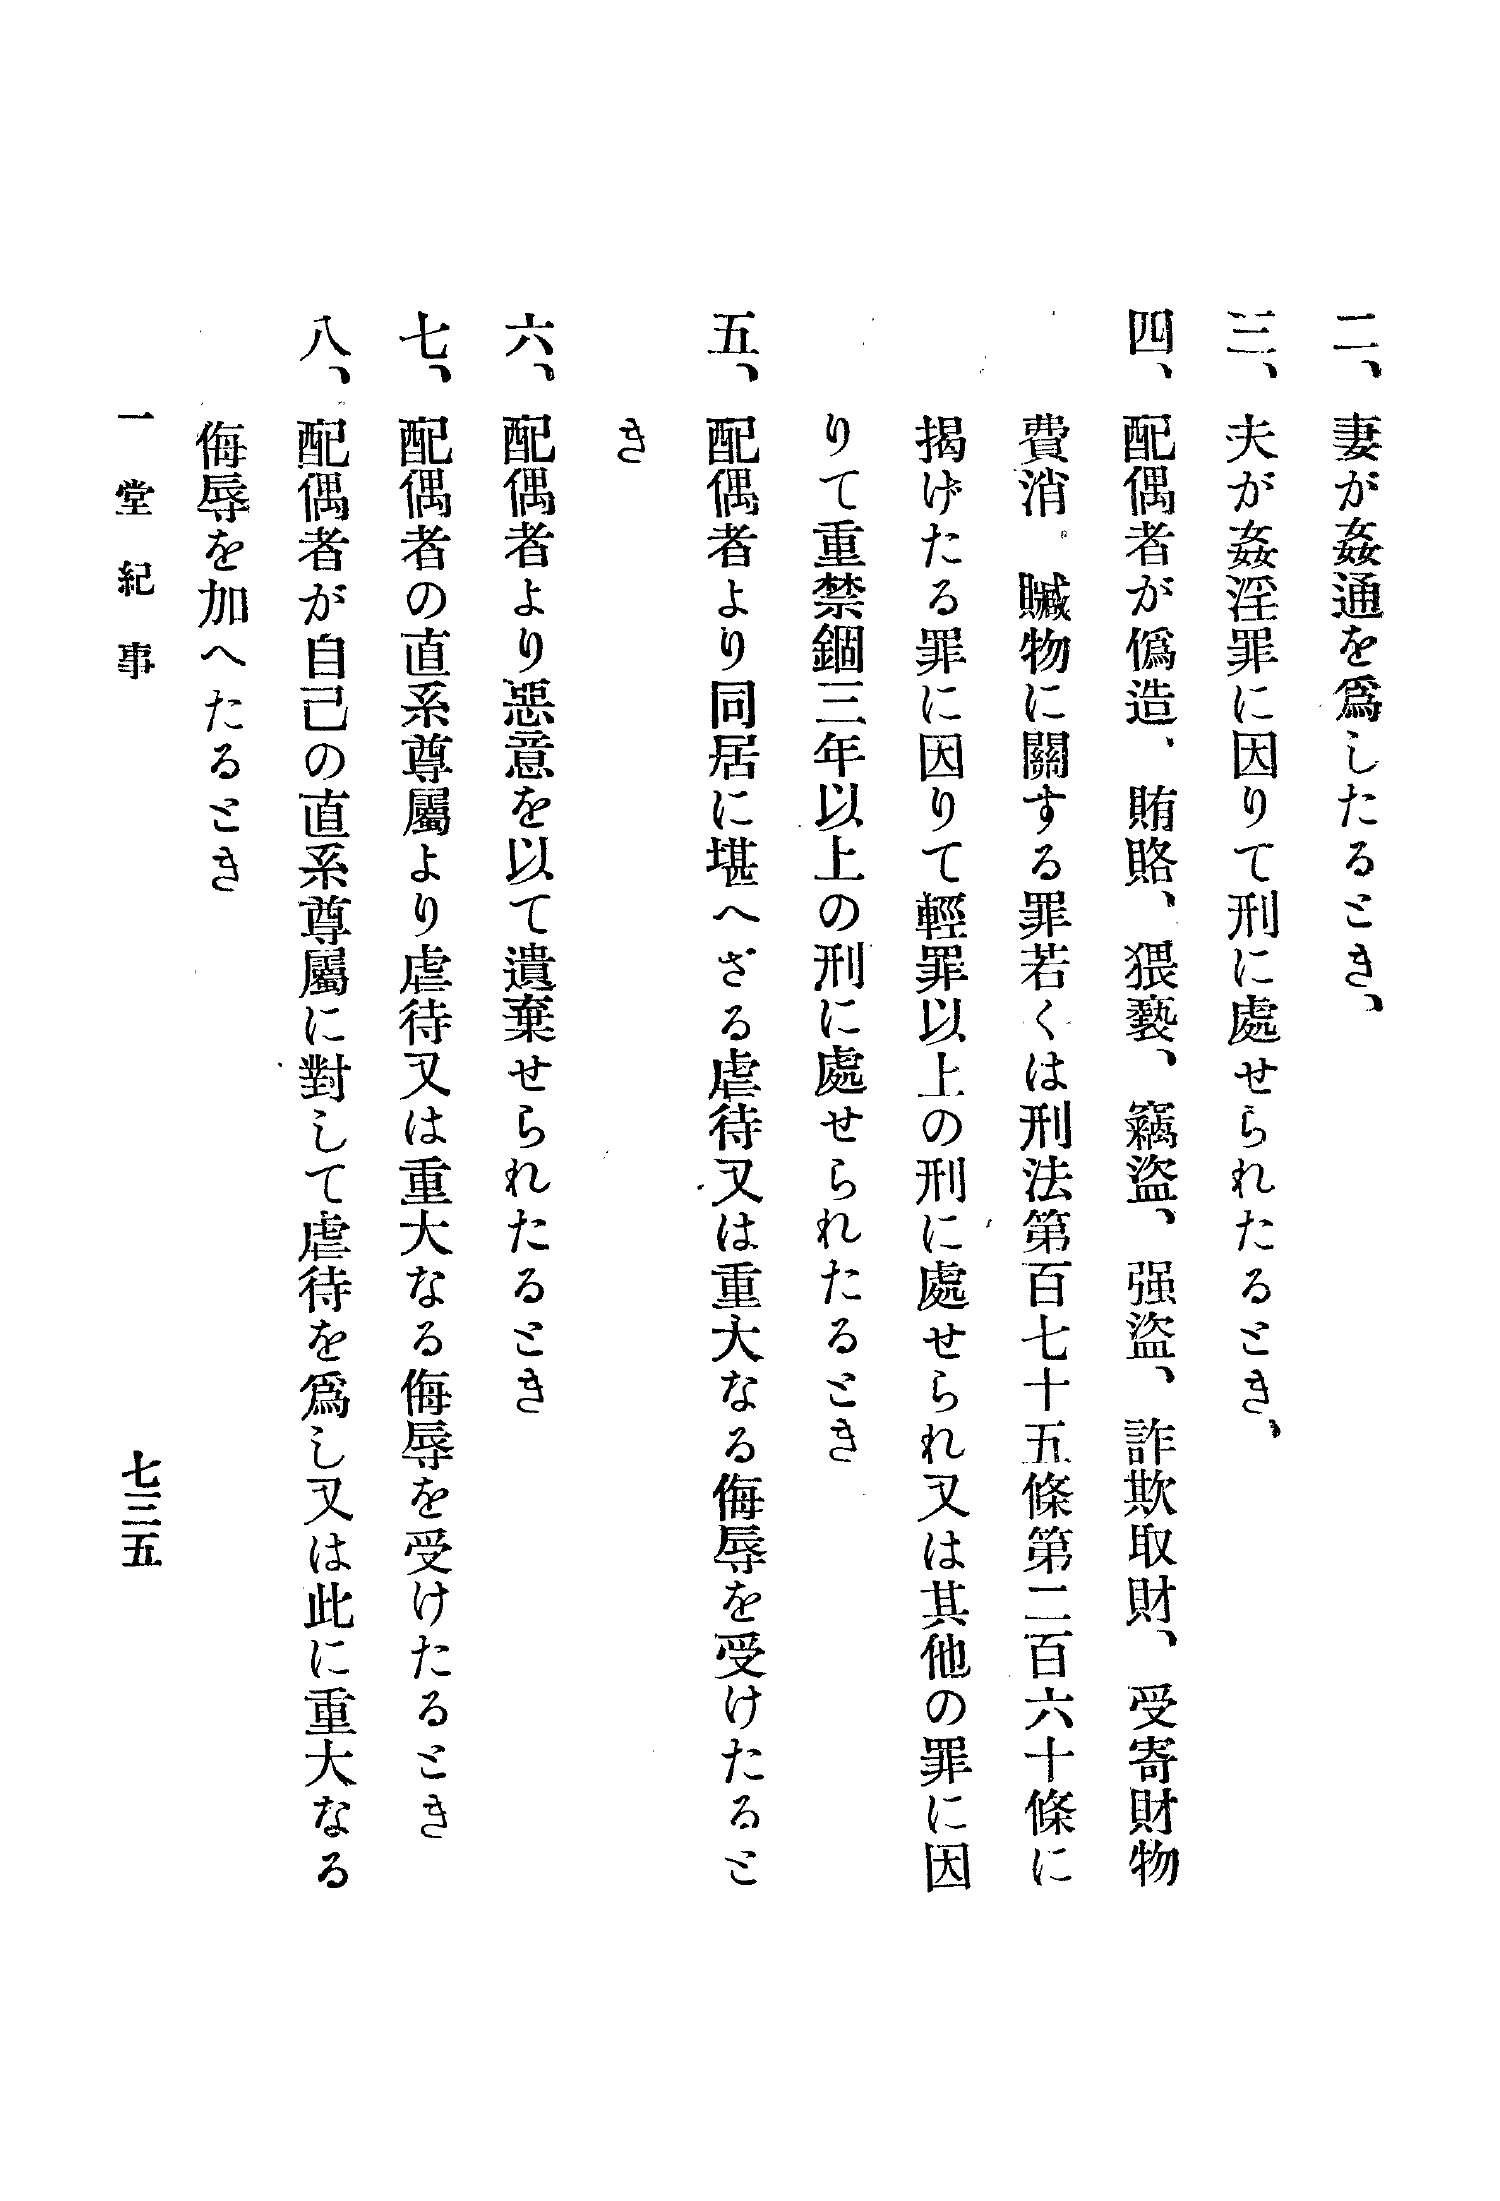 二、妻が姦通を爲したるとき、
三、夫が姦淫罪に因りて刑に處せられたるとき、
四、配偶者が僞造、賄賂、猥褻、竊盜、强盜、詐欺取財、受寄財物
費消。贓物に關する罪若くは刑法第百七十五條第二百六十條に
揭げたる罪に因りて輕罪以上の刑に處せられ又は其他の罪に因
りて重禁錮三年以上の刑に處せられたるとき
五、配偶者より同居に堪へざる虐待又は重大なる侮辱を受けたると
き
六、配偶者より惡意を以て遺棄せられたるとき
七、配偶者の直系尊屬より虐待又は重大なる侮辱を受けたるとき
八、配偶者が自己の直系尊屬に對して虐待を爲し又は此に重大なる
侮辱を加へたるとき
一堂紀事
七三五